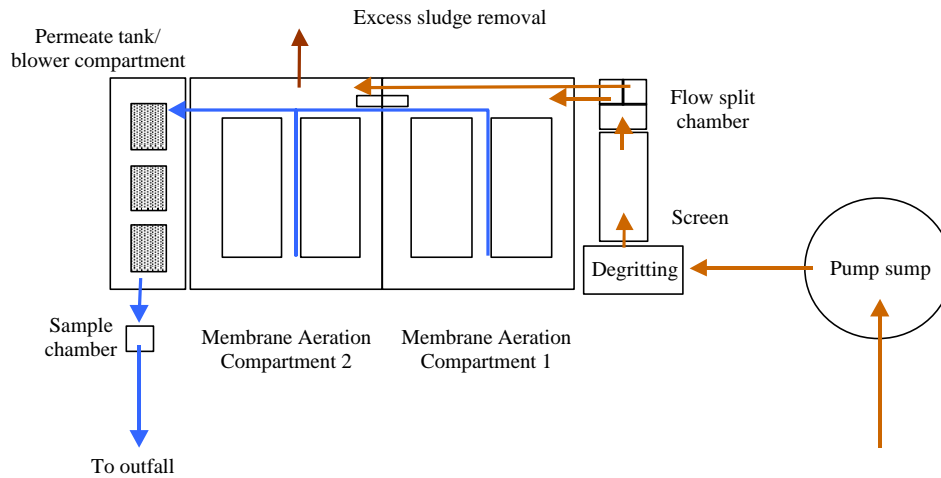 Excess sludge removal
Permeate tank/
blower compartment
Flow split
chamber
Screen
Degritting
Pump sump
Sample
chamber
Membrane Aeration
Compartment 2
Membrane Aeration
Compartment 1
To outfall